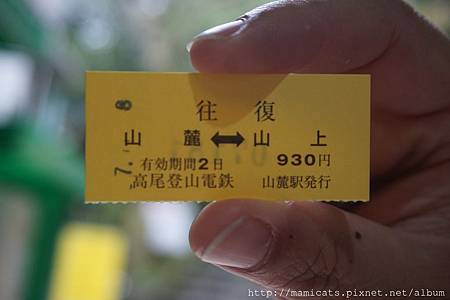 往復
山麓↔山上
有効期間2日 930円
高尾登山電鉄 山麓駅発行
http://mamicats.pixnet.net/album